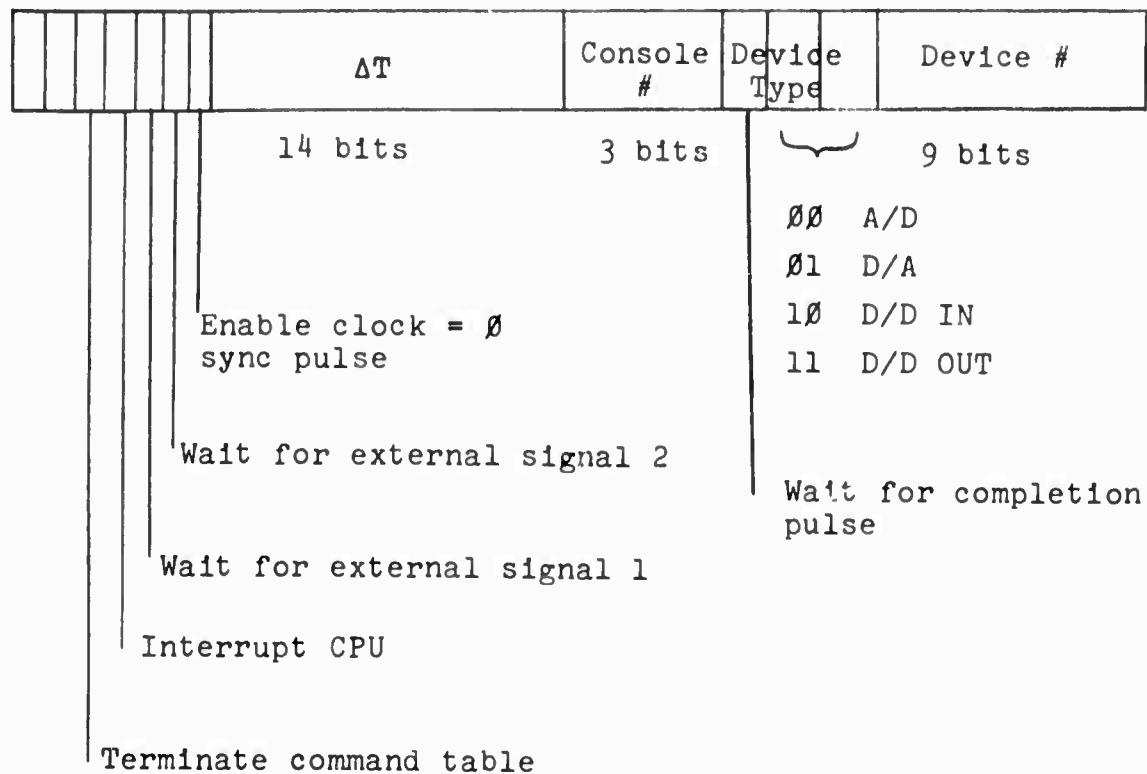 ΔT
Console
#
Device
Type
Device #
14 bits
3 bits
9 bits
ØØ A/D
Ø1 D/A
1Ø D/D IN
11 D/D OUT
Enable clock = Ø
sync pulse
Wait for external signal 2
Wait for completion
pulse
Wait for external signal 1
Interrupt CPU
Terminate command table